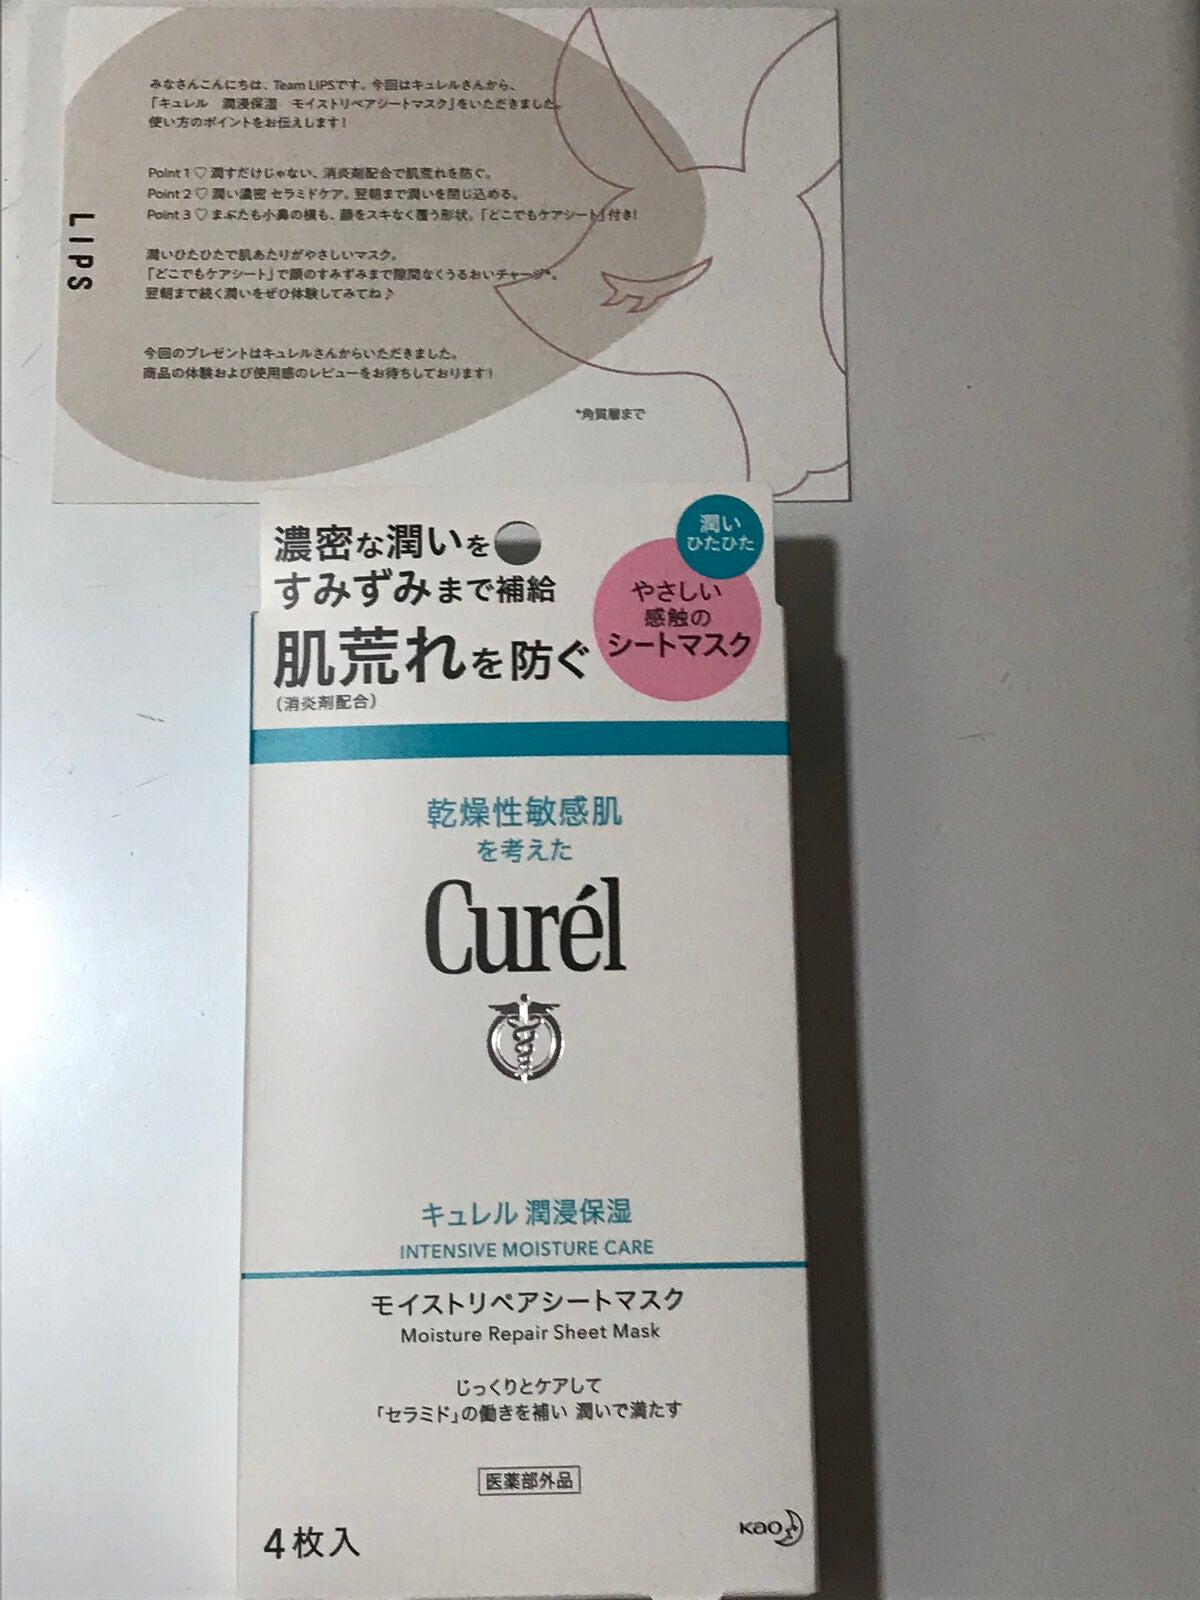 みなさんこんにちは、Team LIPSです。今回はキュレルさんから、
「キュレル　潤浸保湿　モイストリペアシートマスク」をいただきました。
使い方のポイントをお伝えします！
Point 1 ♡ 潤すだけじゃない、消炎剤配合で肌荒れを防ぐ。
Point 2 ♡ 潤い濃密 セラミドケア。翌朝まで潤いを閉じ込める。
Point 3 ♡ まぶたも小鼻の横も、顔をスキなく覆う形状。「どこでもケアシート」付き!
LIPS
潤いひたひたで肌あたりがやさしいマスク。
「どこでもケアシート」で顔のすみずみまで隙間なくうるおいチャージ*。
翌朝まで続く潤いをぜひ体験してみてね♪
今回のプレゼントはキュレルさんからいただきました。
商品の体験および使用感のレビューをお待ちしております！
*角質層まで
濃密な潤いを
すみずみまで補給
肌荒れを防ぐ
(消炎剤配合)
潤い
ひたひた
やさしい
感触の
シートマスク
乾燥性敏感肌
を考えた
Curél
キュレル 潤浸保湿
INTENSIVE MOISTURE CARE
モイストリペアシートマスク
Moisture Repair Sheet Mask
じっくりとケアして
「セラミド」の働きを補い 潤いで満たす
医薬部外品
4枚入
Kao